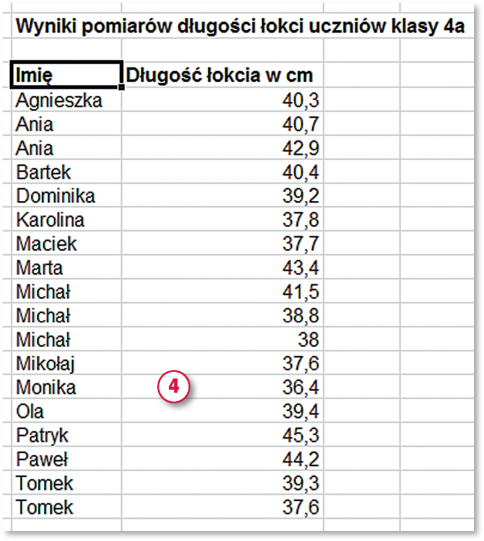 Wyniki pomiarów długości łokci uczniów klasy 4a
Imię Długość łokcia w cm
Agnieszka 40,3
Ania 40,7
Ania 42,9
Bartek 40,4
Dominika 39,2
Karolina 37,8
Maciek 37,7
Marta 43,4
Michał 41,5
Michał 38,8
Michał 38
Mikołaj 37,6
Monika 4 36,4
Ola 39,4
Patryk 45,3
Paweł 44,2
Tomek 39,3
Tomek 37,6